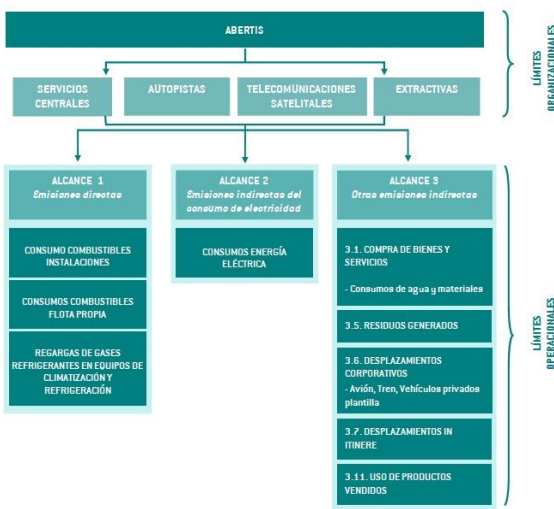 ABERTIS
SERVICIOS
CENTRALES
AUTOPISTAS
TELECOMUNICACIONES
SATELITALES
EXTRACTIVAS
LÍMITES
ORGANIZACIONALES
ALCANCE 1
Emisiones directas
CONSUMO COMBUSTIBLES
INSTALACIONES
CONSUMOS COMBUSTIBLES
FLOTA PROPIA
REGARGAS DE GASES
REFRIGERANTES EN EQUIPOS DE
CLIMATIZACIÓN Y
REFRIGERACIÓN
ALCANCE 2
Emisiones indirectas del
consumo de electricidad
CONSUMOS ENERGÍA
ELÉCTRICA
ALCANCE 3
Otras emisiones indirectas
3.1. COMPRA DE BIENES Y
SERVICIOS
- Consumos de agua y materiales
3.5. RESIDUOS GENERADOS
3.6. DESPLAZAMIENTOS
CORPORATIVOS
- Avión, Tren, Vehículos privados
plantilla
3.7. DESPLAZAMIENTOS IN
ITINERE
3.11. USO DE PRODUCTOS
VENDIDOS
LÍMITES
OPERACIONALES